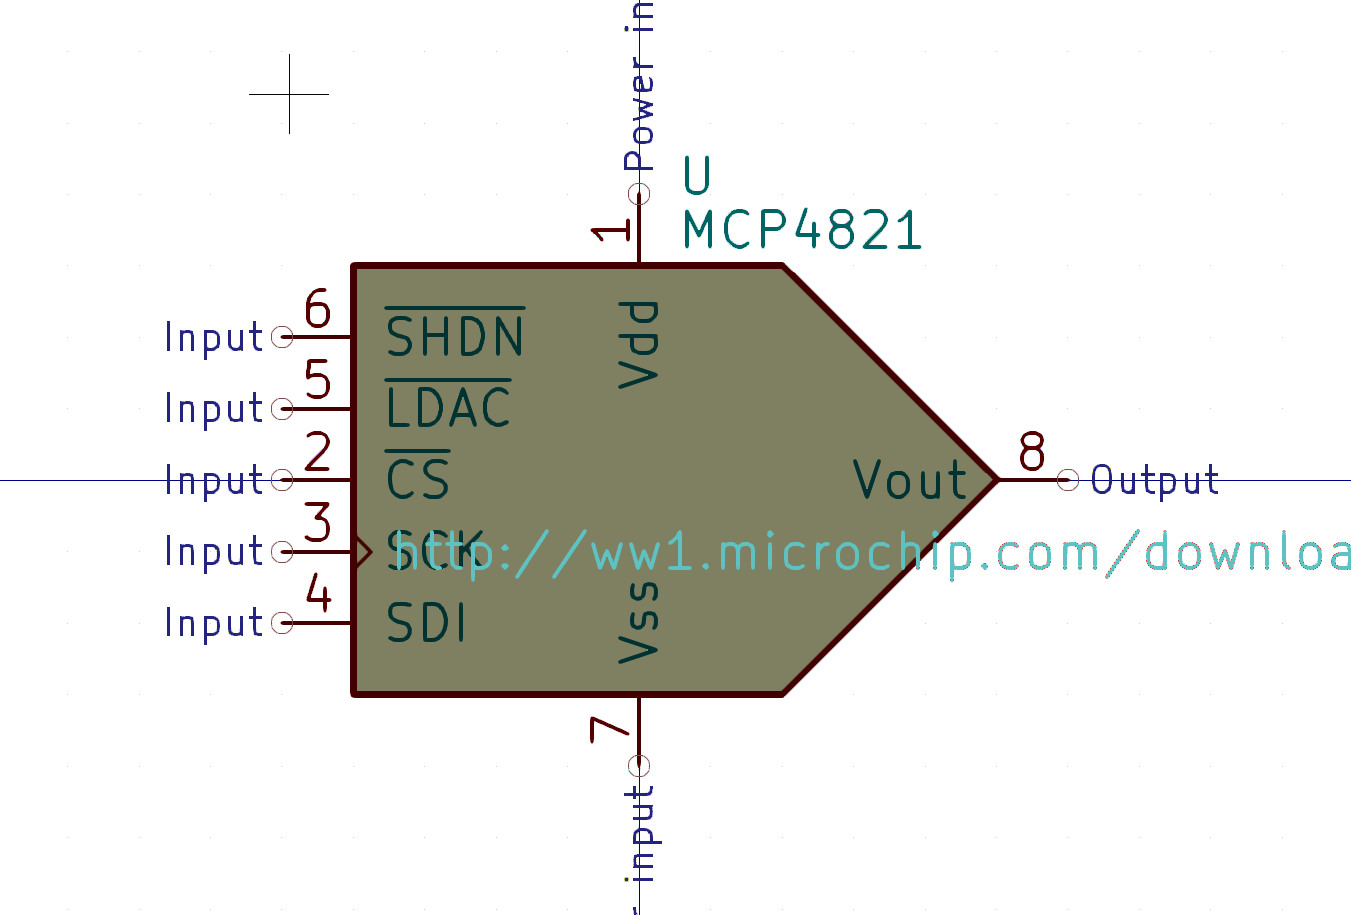 Power in
U
MCP4821
1
6
Input
SHDN
Vdd
5
Input
LDAC
2
Input
CS
Vout
8
Output
3
Input
SCK
http://ww1.microchip.com/downloa
4
Input
SDI
Vss
7
input